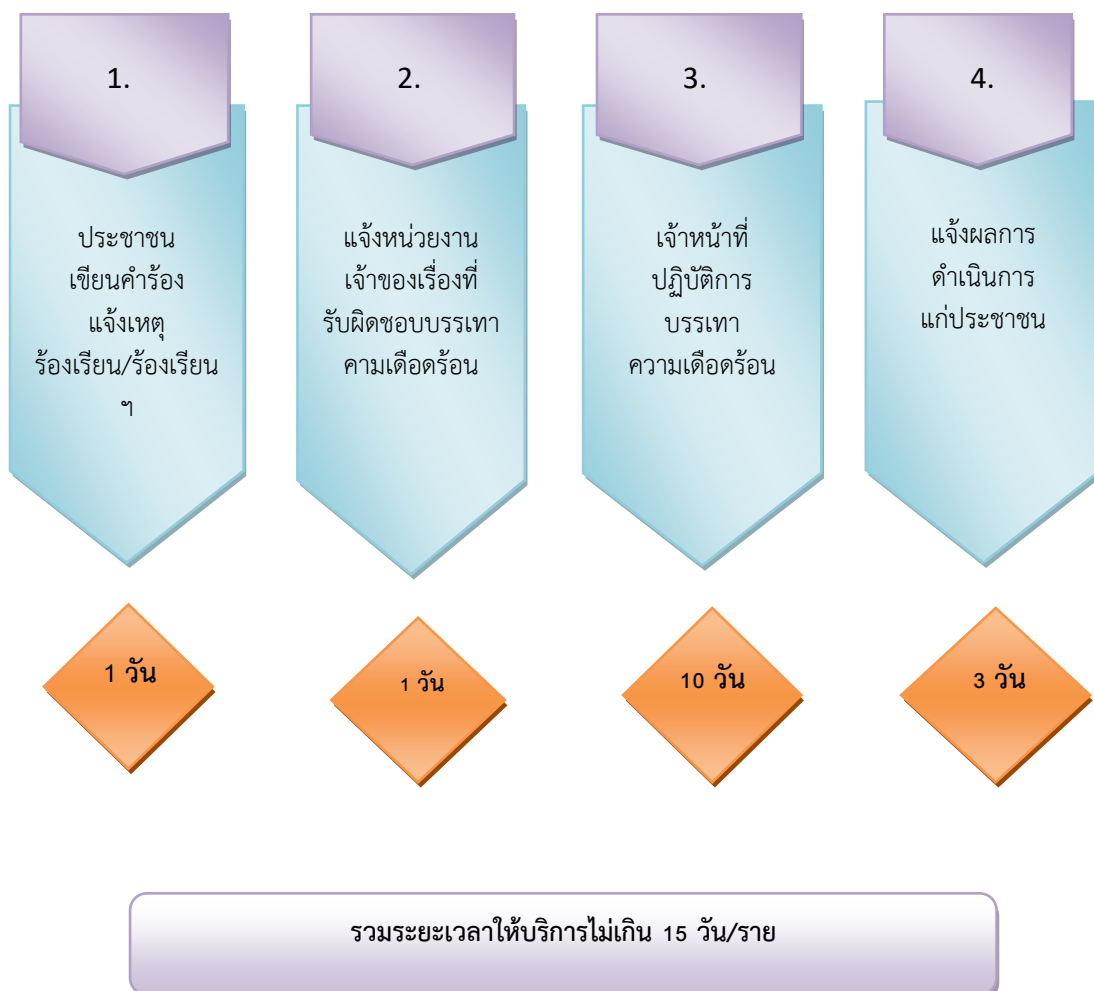 1.
ประชาชน
เขียนคำร้อง
แจ้งเหตุ
ร้องเรียน/ร้องเรียน
ฯ
1 วัน
2.
แจ้งหน่วยงาน
เจ้าของเรื่องที่
รับผิดชอบบรรเทา
คามเดือดร้อน
1 วัน
3.
เจ้าหน้าที่
ปฏิบัติการ
บรรเทา
ความเดือดร้อน
10 วัน
4.
แจ้งผลการ
ดำเนินการ
แก่ประชาชน
3 วัน
รวมระยะเวลาให้บริการไม่เกิน 15 วัน/ราย